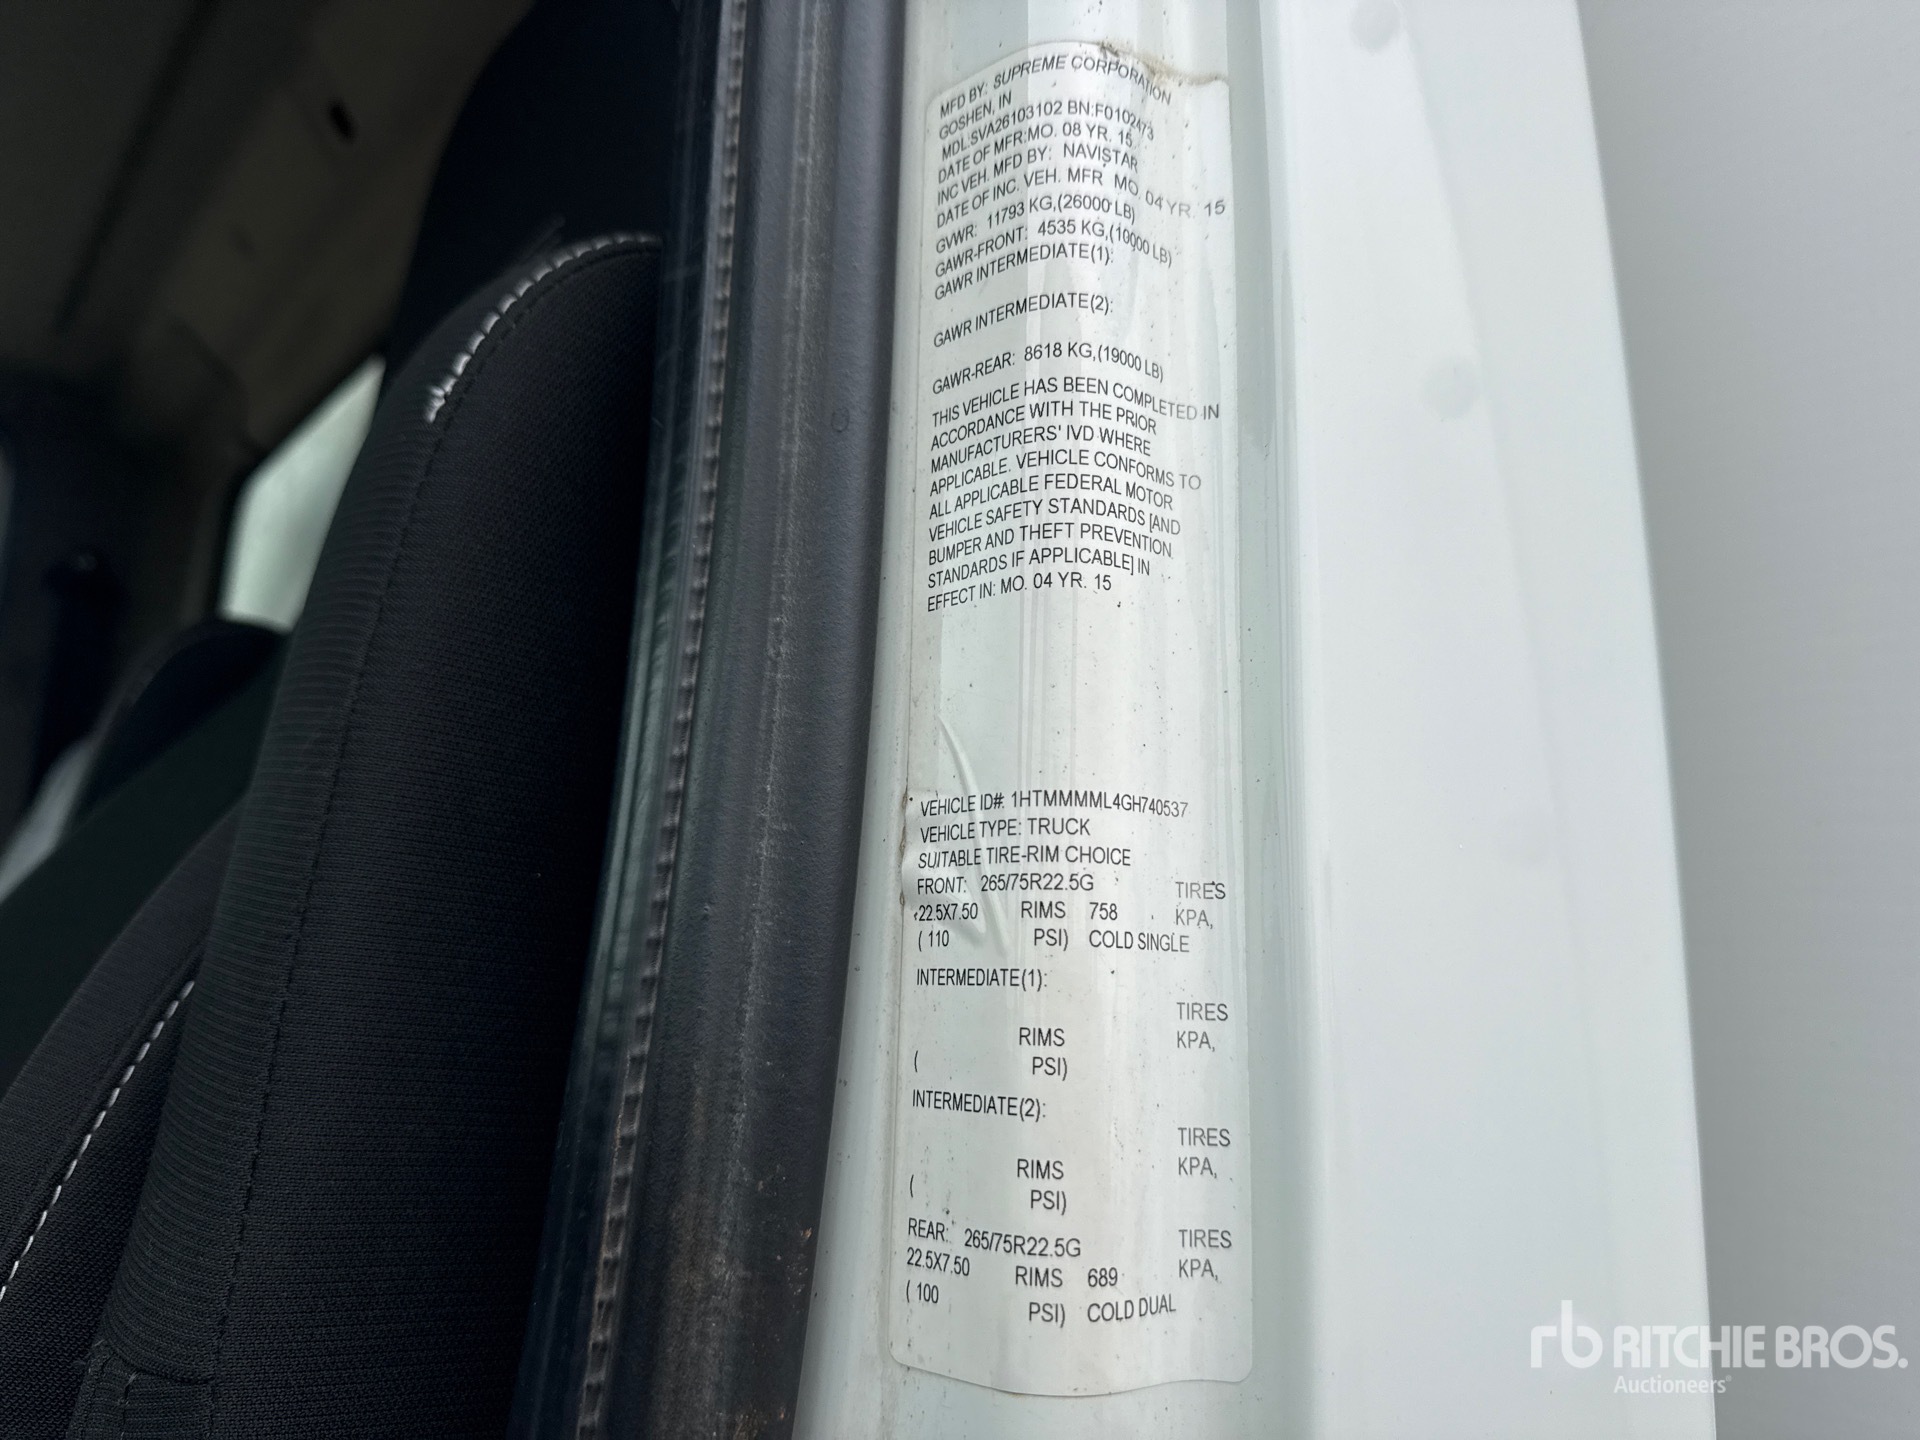 MFD BY: SUPREME CORPORATION
GOSHEN, IN
MDL:SVA26103102 BN:F0102473
DATE OF MFR:MO. 08 YR. 15
INC VEH. MFD BY: NAVISTAR
DATE OF INC. VEH. MFR MO. 04 YR. 15
GVWR: 11793 KG,(26000 LB)
GAWR-FRONT: 4535 KG,(10000 LB)
GAWR INTERMEDIATE(1):
GAWR INTERMEDIATE(2):
GAWR-REAR: 8618 KG,(19000 LB)
THIS VEHICLE HAS BEEN COMPLETED IN
ACCORDANCE WITH THE PRIOR
MANUFACTURERS' IVD WHERE
APPLICABLE. VEHICLE CONFORMS TO
ALL APPLICABLE FEDERAL MOTOR
VEHICLE SAFETY STANDARDS [AND
BUMPER AND THEFT PREVENTION
STANDARDS IF APPLICABLE] IN
EFFECT IN: MO. 04 YR. 15
VEHICLE ID#: 1HTMMMML4GH740537
VEHICLE TYPE: TRUCK
SUITABLE TIRE-RIM CHOICE
FRONT: 265/75R22.5G TIRES
22.5X7.50 RIMS 758 KPA,
( 110 PSI) COLD SINGLE
INTERMEDIATE(1):
TIRES
RIMS KPA,
( PSI)
INTERMEDIATE(2):
TIRES
RIMS KPA,
( PSI)
REAR: 265/75R22.5G TIRES
22.5X7.50 RIMS 689 KPA,
( 100 PSI) COLD DUAL
rb RITCHIE BROS.
Auctioneers